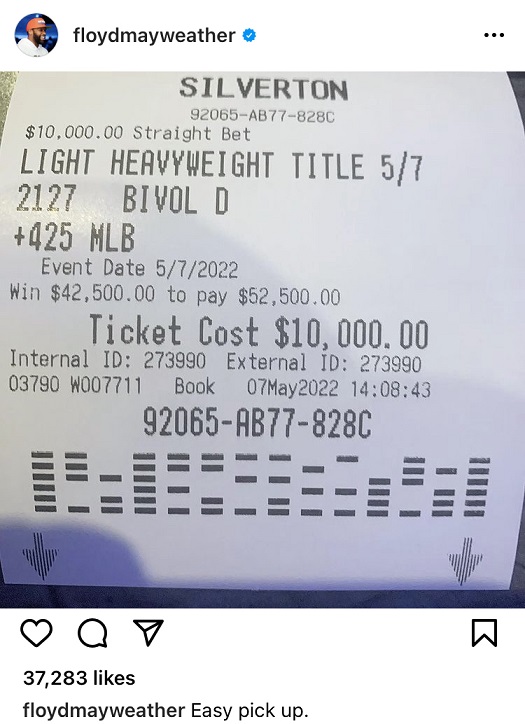 floydmayweather
SILVERTON
92065-AB77-828C
$10,000.00 Straight Bet
LIGHT HEAVYWEIGHT TITLE 5/7
2127 BIVOL D
+425 MLB
Event Date 5/7/2022
Win $42,500.00 to pay $52,500.00
Ticket Cost $10,000.00
Internal ID: 273990 External ID: 273990
03790 W007711 Book 07May2022 14:08:43
92065-AB77-828C
37,283 likes
floydmayweather Easy pick up.